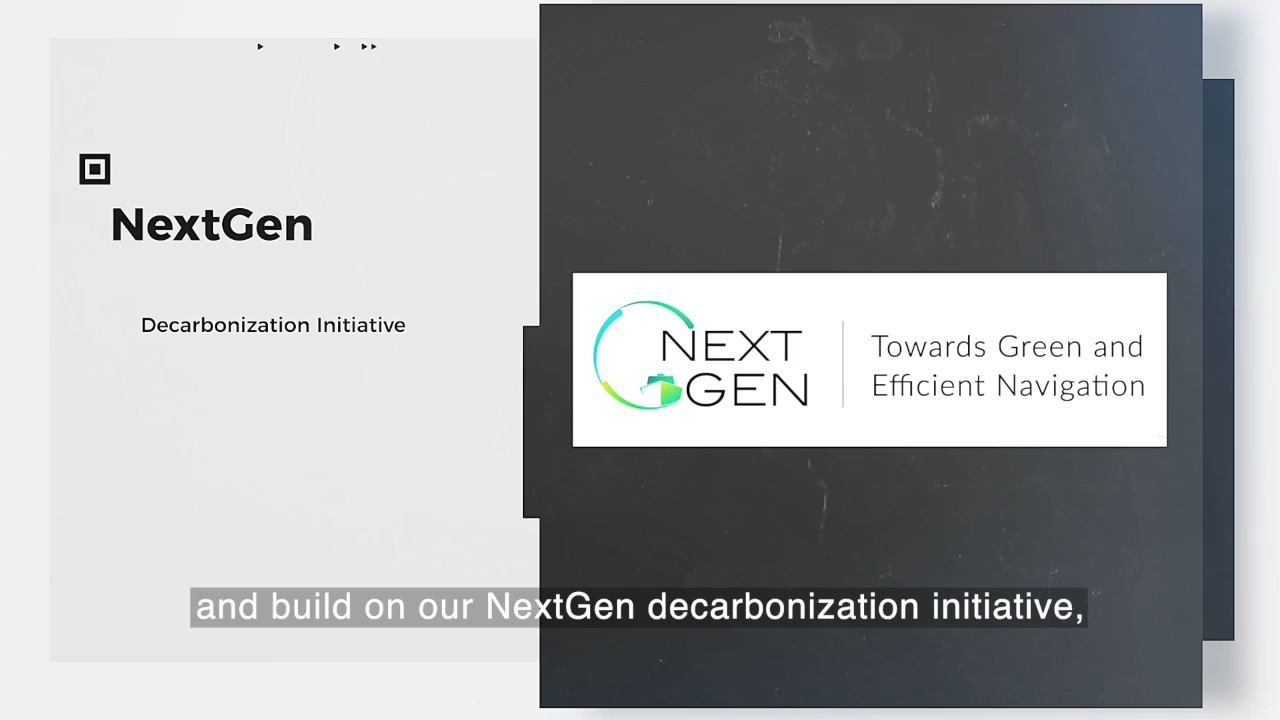 NextGen
Decarbonization Initiative
NEXT
GEN
Towards Green and
Efficient Navigation
and build on our NextGen decarbonization initiative,